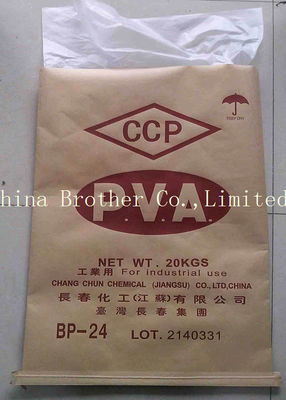 CCP
KEEP DRY
China Brother Co.,Limited
P.V.A.
NET WT. 20KGS
工業用 For industrial use
CHANG CHUN CHEMICAL (JIANGSU) CO.,LTD,CHINA
長春化工(江蘇)有限公司
臺灣長春集團
BP-24 LOT. 2140331